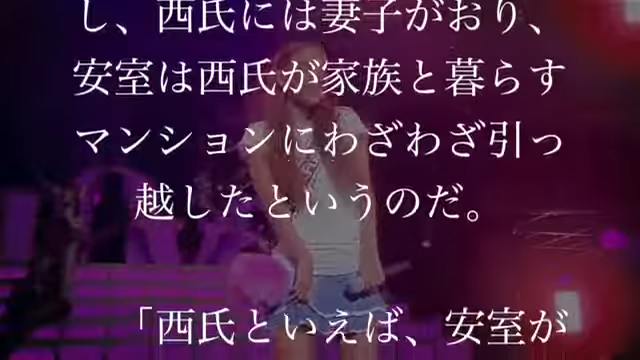 し、西氏には妻子がおり、
安室は西氏が家族と暮らす
マンションにわざわざ引っ
越したというのだ。
「西氏といえば、安室が